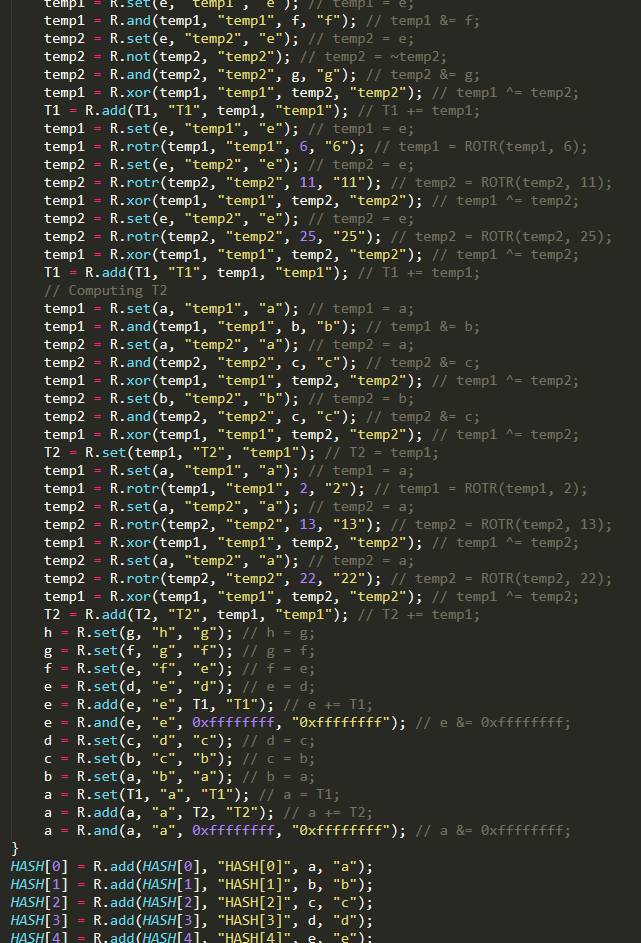 temp1 = R.set(e, "temp1", "e"); // temp1 = e;
temp1 = R.and(temp1, "temp1", f, "f"); // temp1 &= f;
temp2 = R.set(e, "temp2", "e"); // temp2 = e;
temp2 = R.not(temp2, "temp2"); // temp2 = ~temp2;
temp2 = R.and(temp2, "temp2", g, "g"); // temp2 &= g;
temp1 = R.xor(temp1, "temp1", temp2, "temp2"); // temp1 ^= temp2;
T1 = R.add(T1, "T1", temp1, "temp1"); // T1 += temp1;
temp1 = R.set(e, "temp1", "e"); // temp1 = e;
temp1 = R.rotr(temp1, "temp1", 6, "6"); // temp1 = ROTR(temp1, 6);
temp2 = R.set(e, "temp2", "e"); // temp2 = e;
temp2 = R.rotr(temp2, "temp2", 11, "11"); // temp2 = ROTR(temp2, 11);
temp1 = R.xor(temp1, "temp1", temp2, "temp2"); // temp1 ^= temp2;
temp2 = R.set(e, "temp2", "e"); // temp2 = e;
temp2 = R.rotr(temp2, "temp2", 25, "25"); // temp2 = ROTR(temp2, 25);
temp1 = R.xor(temp1, "temp1", temp2, "temp2"); // temp1 ^= temp2;
T1 = R.add(T1, "T1", temp1, "temp1"); // T1 += temp1;
// Computing T2
temp1 = R.set(a, "temp1", "a"); // temp1 = a;
temp1 = R.and(temp1, "temp1", b, "b"); // temp1 &= b;
temp2 = R.set(a, "temp2", "a"); // temp2 = a;
temp2 = R.and(temp2, "temp2", c, "c"); // temp2 &= c;
temp1 = R.xor(temp1, "temp1", temp2, "temp2"); // temp1 ^= temp2;
temp2 = R.set(b, "temp2", "b"); // temp2 = b;
temp2 = R.and(temp2, "temp2", c, "c"); // temp2 &= c;
temp1 = R.xor(temp1, "temp1", temp2, "temp2"); // temp1 ^= temp2;
T2 = R.set(temp1, "T2", "temp1"); // T2 = temp1;
temp1 = R.set(a, "temp1", "a"); // temp1 = a;
temp1 = R.rotr(temp1, "temp1", 2, "2"); // temp1 = ROTR(temp1, 2);
temp2 = R.set(a, "temp2", "a"); // temp2 = a;
temp2 = R.rotr(temp2, "temp2", 13, "13"); // temp2 = ROTR(temp2, 13);
temp1 = R.xor(temp1, "temp1", temp2, "temp2"); // temp1 ^= temp2;
temp2 = R.set(a, "temp2", "a"); // temp2 = a;
temp2 = R.rotr(temp2, "temp2", 22, "22"); // temp2 = ROTR(temp2, 22);
temp1 = R.xor(temp1, "temp1", temp2, "temp2"); // temp1 ^= temp2;
T2 = R.add(T2, "T2", temp1, "temp1"); // T2 += temp1;
h = R.set(g, "h", "g"); // h = g;
g = R.set(f, "g", "f"); // g = f;
f = R.set(e, "f", "e"); // f = e;
e = R.set(d, "e", "d"); // e = d;
e = R.add(e, "e", T1, "T1"); // e += T1;
e = R.and(e, "e", 0xffffffff, "0xffffffff"); // e &= 0xffffffff;
d = R.set(c, "d", "c"); // d = c;
c = R.set(b, "c", "b"); // c = b;
b = R.set(a, "b", "a"); // b = a;
a = R.set(T1, "a", "T1"); // a = T1;
a = R.add(a, "a", T2, "T2"); // a += T2;
a = R.and(a, "a", 0xffffffff, "0xffffffff"); // a &= 0xffffffff;
}
HASH[0] = R.add(HASH[0], "HASH[0]", a, "a");
HASH[1] = R.add(HASH[1], "HASH[1]", b, "b");
HASH[2] = R.add(HASH[2], "HASH[2]", c, "c");
HASH[3] = R.add(HASH[3], "HASH[3]", d, "d");
HASH[4] = R.add(HASH[4], "HASH[4]", e, "e");